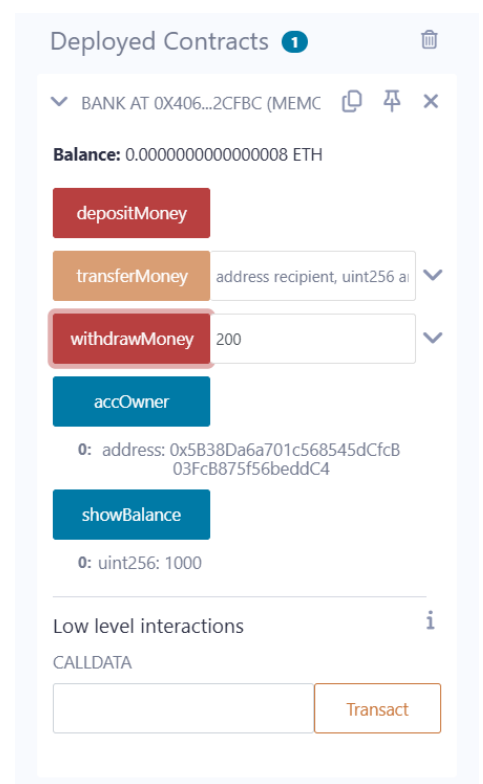 Deployed Contracts 1
BANK AT 0X406...2CFBC (MEMC
Balance: 0.0000000000000008 ETH
depositMoney
transferMoney address recipient, uint256 a
withdrawMoney 200
accOwner
0: address: 0x5B38Da6a701c568545dCfcB
03FcB875f56beddC4
showBalance
0: uint256: 1000
Low level interactions i
CALLDATA
Transact